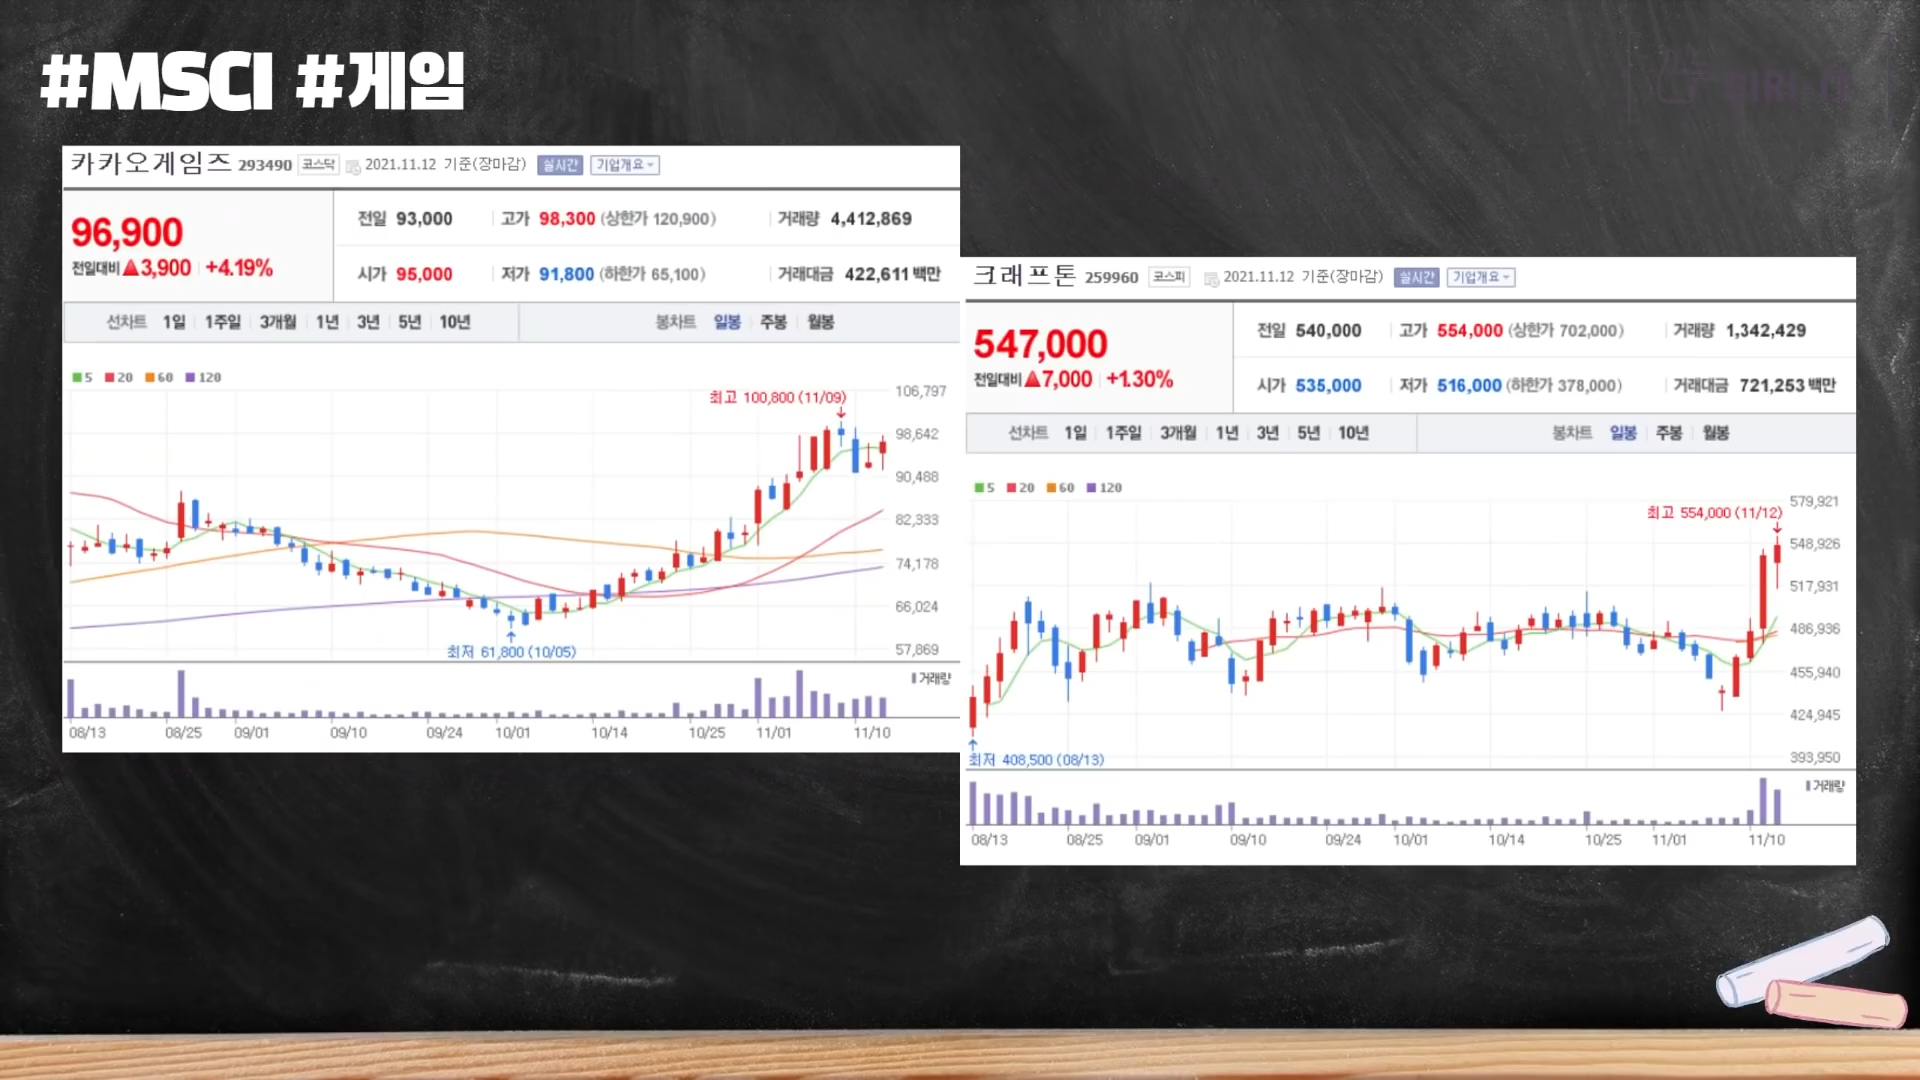 #MSCI #게임
카카오게임즈 293490 코스닥 2021.11.12 기준(장마감) 실시간 기업개요
96,900
전일대비 ▲3,900 +4.19%
전일 93,000 고가 98,300 (상한가 120,900) 거래량 4,412,869
시가 95,000 저가 91,800 (하한가 65,100) 거래대금 422,611 백만
선차트 1일 1주일 3개월 1년 3년 5년 10년 봉차트 일봉 주봉 월봉
5 20 60 120
최고 100,800 (11/09)
106,797
98,642
90,488
82,333
74,178
66,024
57,869
최저 61,800 (10/05)
거래량
08/13 08/25 09/01 09/10 09/24 10/01 10/14 10/25 11/01 11/10
크래프톤 259960 코스피 2021.11.12 기준(장마감) 실시간 기업개요
547,000
전일대비 ▲7,000 +1.30%
전일 540,000 고가 554,000 (상한가 702,000) 거래량 1,342,429
시가 535,000 저가 516,000 (하한가 378,000) 거래대금 721,253 백만
선차트 1일 1주일 3개월 1년 3년 5년 10년 봉차트 일봉 주봉 월봉
5 20 60 120
최고 554,000 (11/12)
579,921
548,926
517,931
486,936
455,940
424,945
393,950
최저 408,500 (08/13)
거래량
08/13 08/25 09/01 09/10 09/24 10/01 10/14 10/25 11/01 11/10